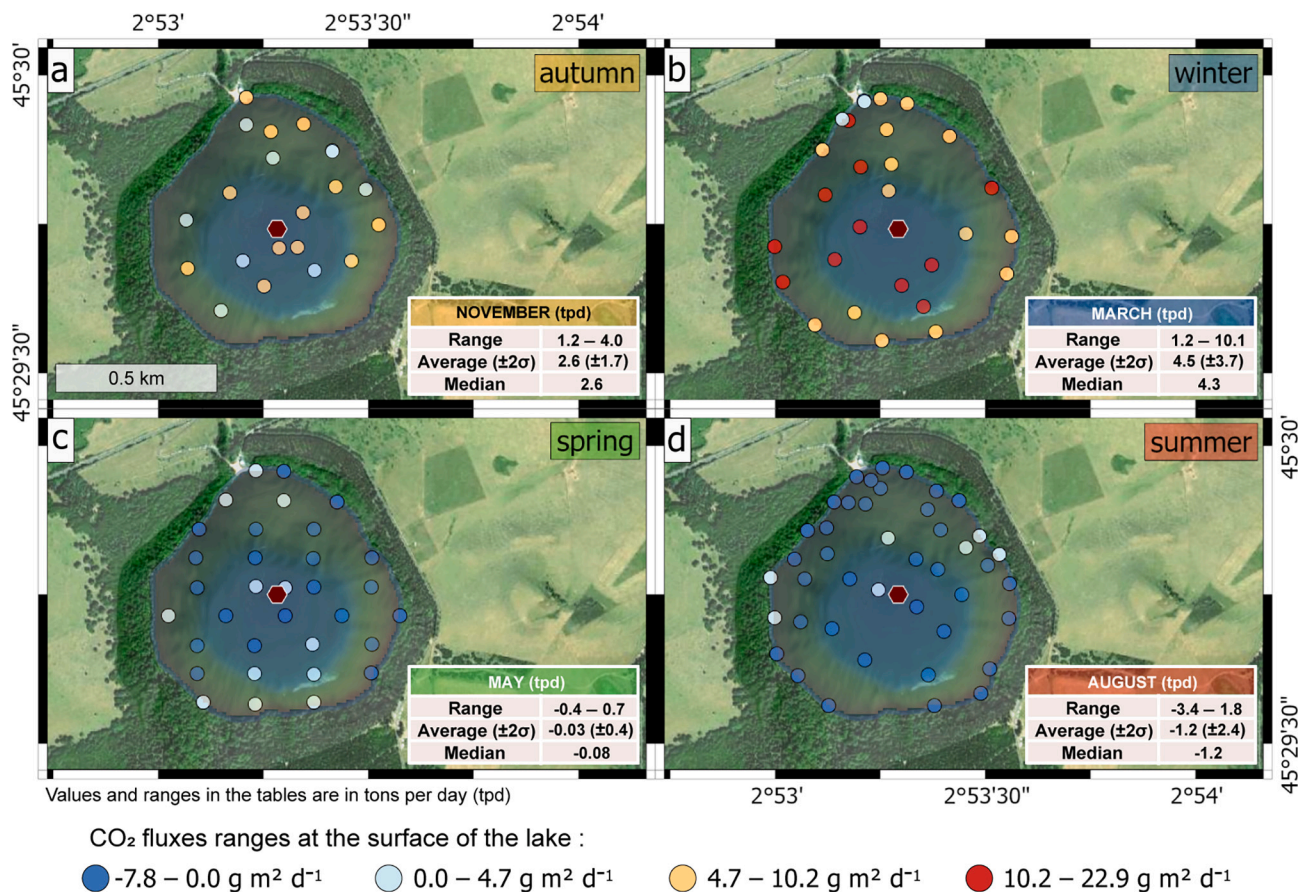 2°53' 2°53'30" 2°54'
45°30'
a
autumn
b
winter
NOVEMBER (tpd)
Range 1.2 – 4.0
Average (±2σ) 2.6 (±1.7)
Median 2.6
0.5 km
45°29'30"
MARCH (tpd)
Range 1.2 – 10.1
Average (±2σ) 4.5 (±3.7)
Median 4.3
c
spring
d
summer
45°30'
MAY (tpd)
Range -0.4 – 0.7
Average (±2σ) -0.03 (±0.4)
Median -0.08
AUGUST (tpd)
Range -3.4 – 1.8
Average (±2σ) -1.2 (±2.4)
Median -1.2
45°29'30"
Values and ranges in the tables are in tons per day (tpd)
2°53' 2°53'30" 2°54'
CO₂ fluxes ranges at the surface of the lake :
-7.8 – 0.0 g m² d⁻¹ 0.0 – 4.7 g m² d⁻¹ 4.7 – 10.2 g m² d⁻¹ 10.2 – 22.9 g m² d⁻¹